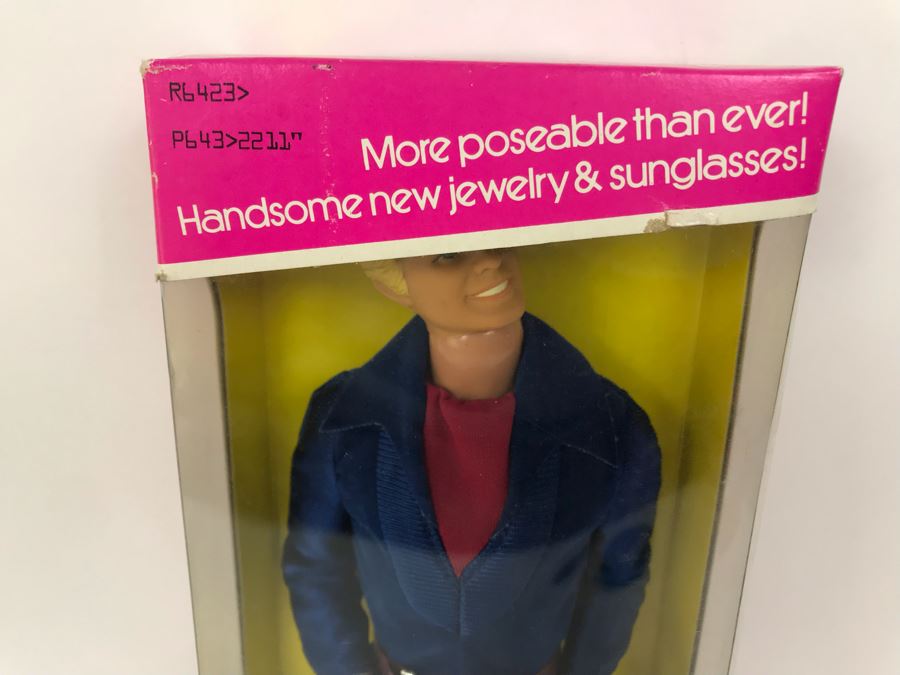 R6423>
P643>2211"
More poseable than ever!
Handsome new jewelry & sunglasses!